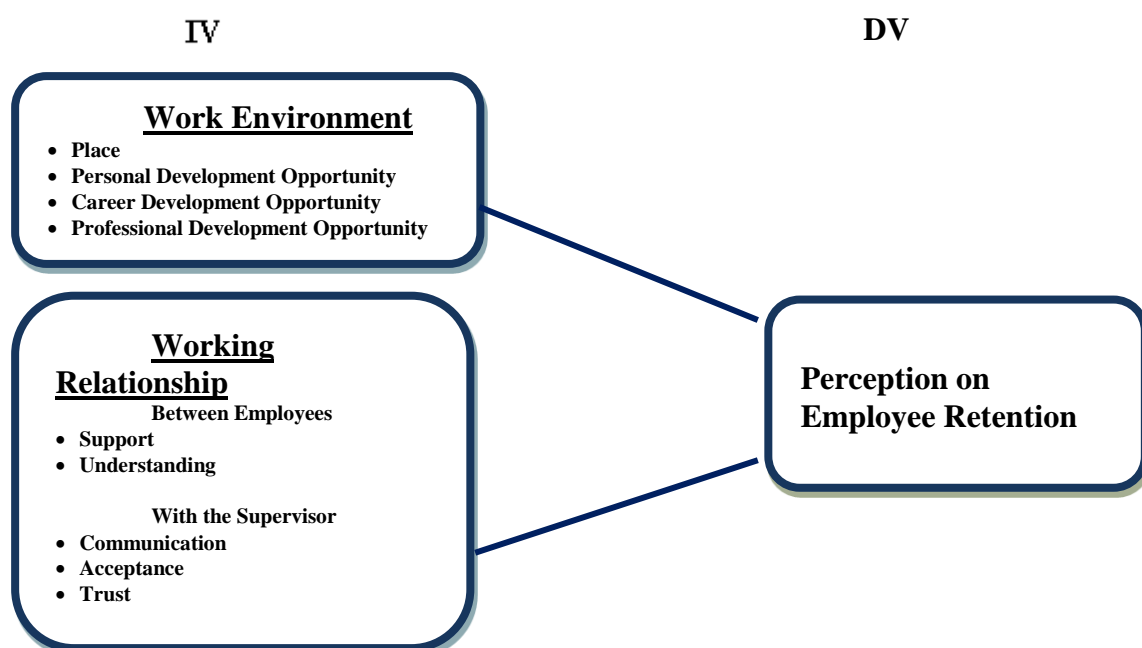 IV
DV
Work Environment
• Place
• Personal Development Opportunity
• Career Development Opportunity
• Professional Development Opportunity
Working
Relationship
Between Employees
• Support
• Understanding
With the Supervisor
• Communication
• Acceptance
• Trust
Perception on
Employee Retention